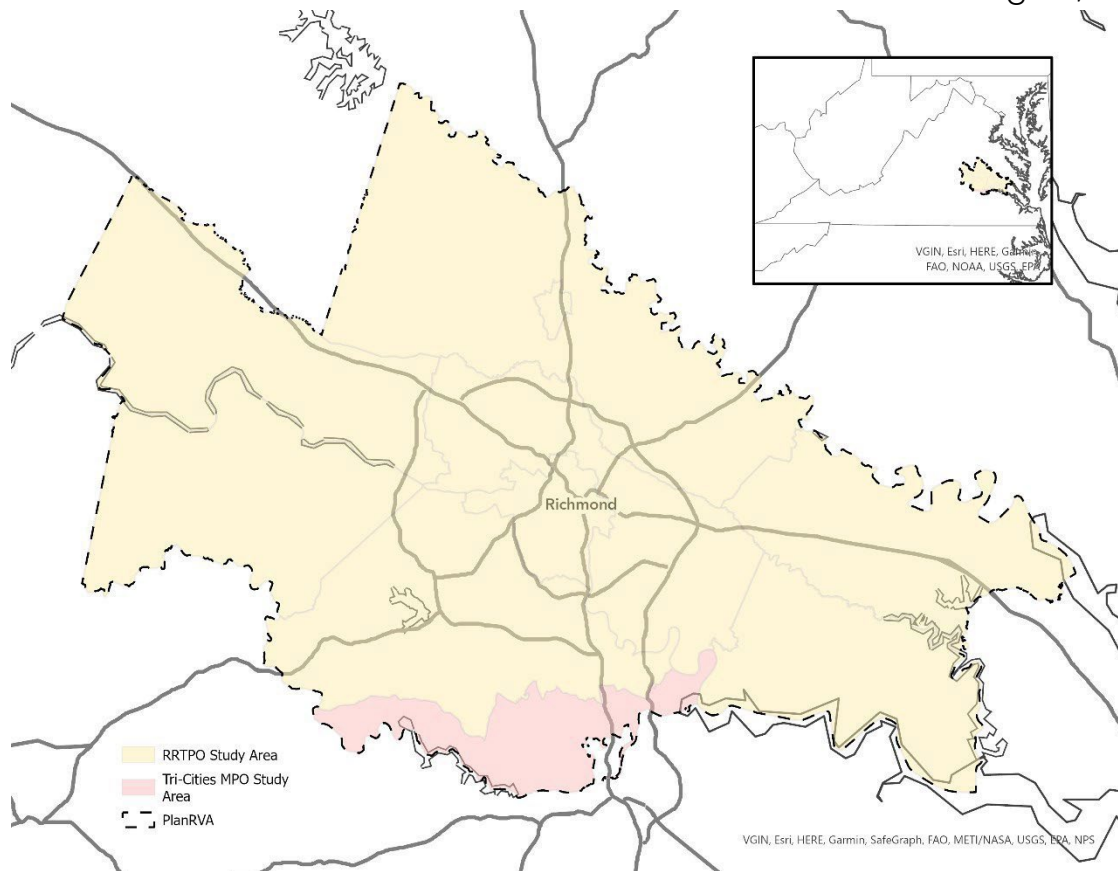 VGIN, Esri, HERE, Garmin,
FAO, NOAA, USGS, EPA
Richmond
RRTPO Study Area
Tri-Cities MPO Study
Area
PlanRVA
VGIN, Esri, HERE, Garmin, SafeGraph, FAO, METI/NASA, USGS, EPA, NPS